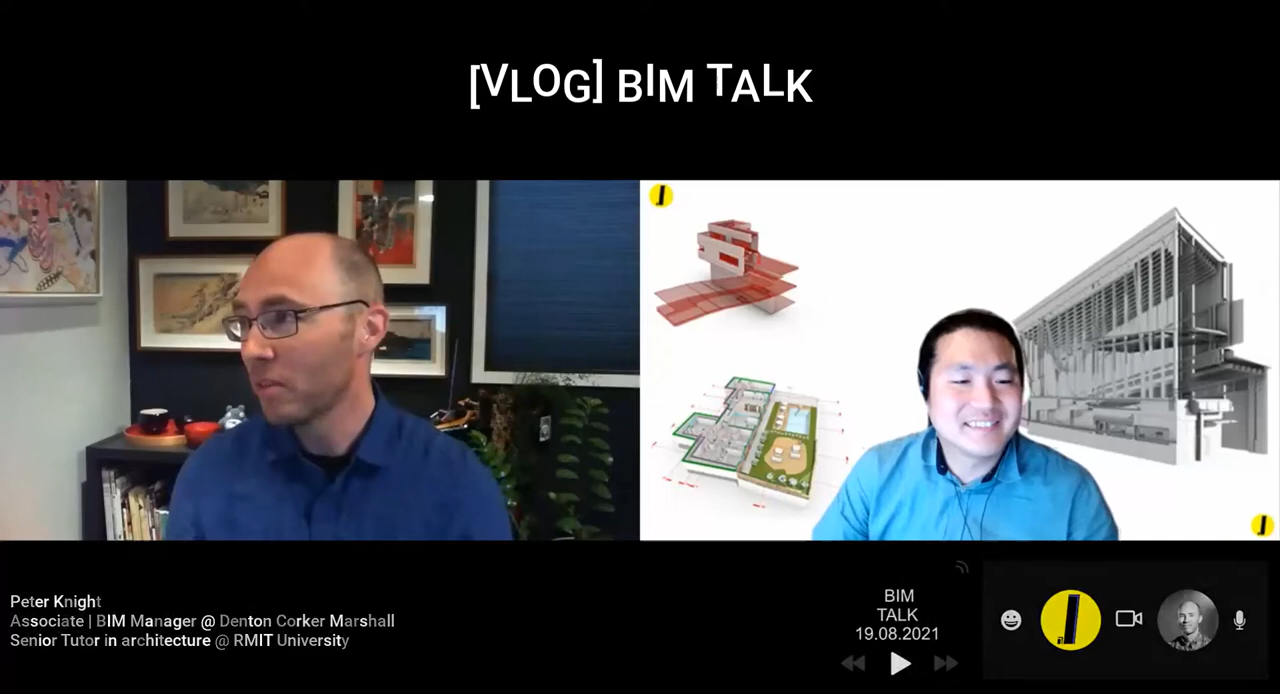 [VLOG] BIM TALK
Peter Knight
Associate | BIM Manager @ Denton Corker Marshall
Senior Tutor in architecture @ RMIT University
BIM
TALK
19.08.2021